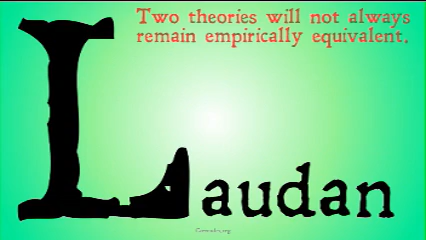 Two theories will not always
remain empirically equivalent.
Laudan